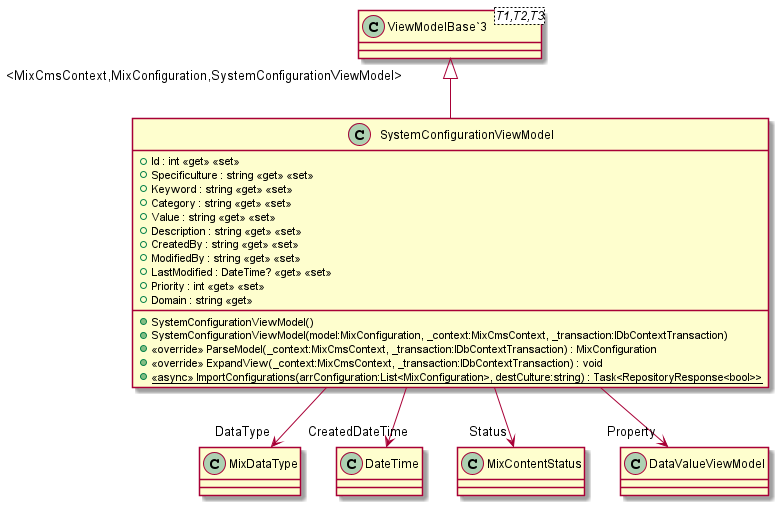 T1,T2,T3
C ViewModelBase`3
<MixCmsContext,MixConfiguration,SystemConfigurationViewModel>
C SystemConfigurationViewModel
Id : int «get» «set»
Specificulture : string «get» «set»
Keyword : string «get» «set»
Category : string «get» «set»
Value : string «get» «set»
Description : string «get» «set»
CreatedBy : string «get» «set»
ModifiedBy : string «get» «set»
LastModified : DateTime? «get» «set»
Priority : int «get» «set»
Domain : string «get»
SystemConfigurationViewModel()
SystemConfigurationViewModel(model:MixConfiguration, _context:MixCmsContext, _transaction:IDbContextTransaction)
«override» ParseModel(_context:MixCmsContext, _transaction:IDbContextTransaction) : MixConfiguration
«override» ExpandView(_context:MixCmsContext, _transaction:IDbContextTransaction) : void
«async» ImportConfigurations(arrConfiguration:List<MixConfiguration>, destCulture:string) : Task<RepositoryResponse<bool>>
DataType CreatedDateTime Status Property
C MixDataType C DateTime C MixContentStatus C DataValueViewModel